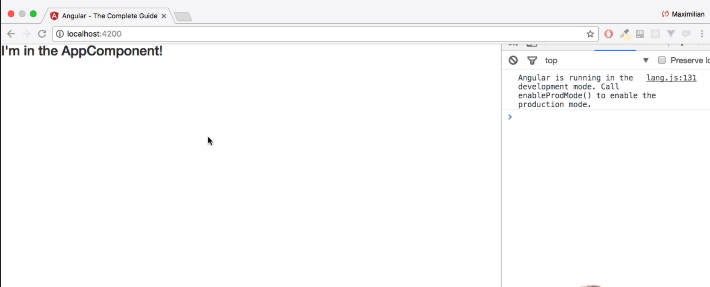 Angular - The Complete Guide
Maximilian
localhost:4200
I'm in the AppComponent!
top
Preserve
Angular is running in the lang.js:131
development mode. Call
enableProdMode() to enable the
production mode.